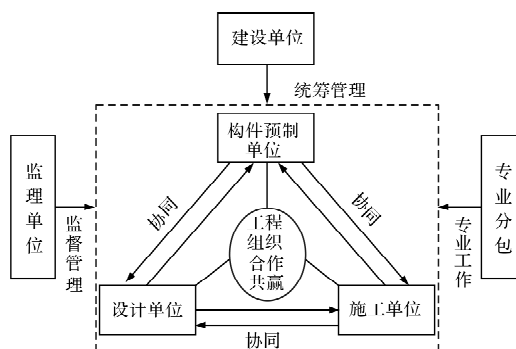 建设单位
统筹管理
构件预制
单位
监理单位
监督管理
协同
协同
专业分包
专业工作
工程
组织
合作
共赢
设计单位
施工单位
协同